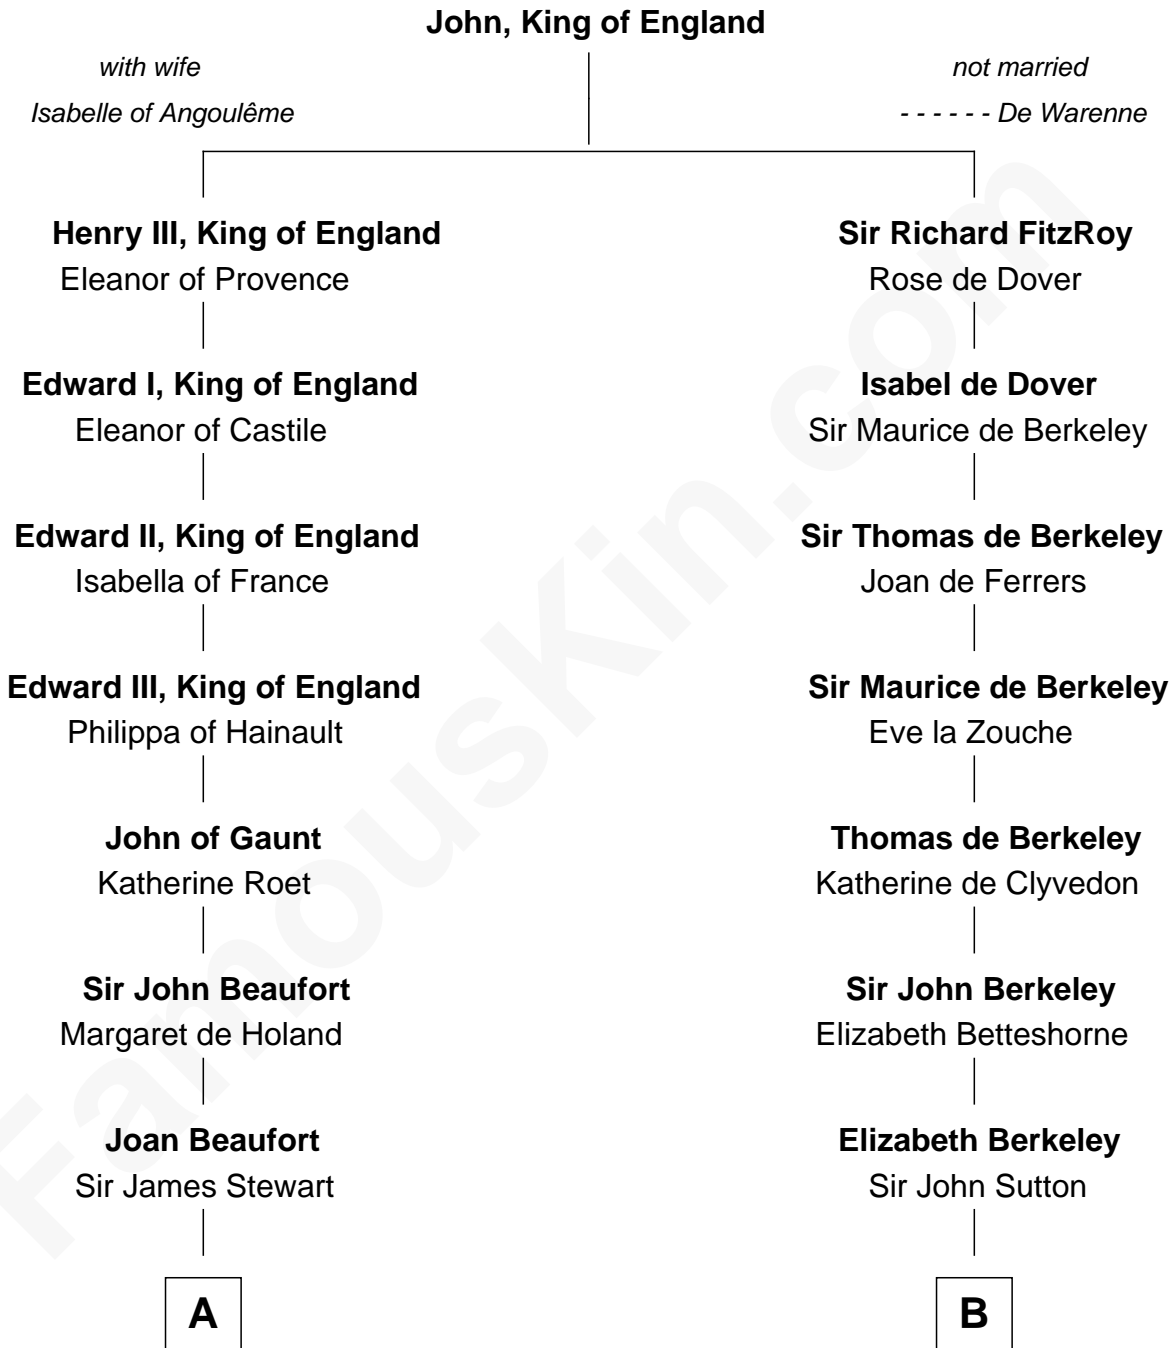 John, King of England
with wife
Isabelle of Angoulême
not married
- - - - - - De Warenne
Henry III, King of England
Eleanor of Provence
Sir Richard FitzRoy
Rose de Dover
Edward I, King of England
Eleanor of Castile
Isabel de Dover
Sir Maurice de Berkeley
Edward II, King of England
Isabella of France
Sir Thomas de Berkeley
Joan de Ferrers
Edward III, King of England
Philippa of Hainault
Sir Maurice de Berkeley
Eve la Zouche
John of Gaunt
Katherine Roet
Thomas de Berkeley
Katherine de Clyvedon
Sir John Beaufort
Margaret de Holand
Sir John Berkeley
Elizabeth Betteshorne
Joan Beaufort
Sir James Stewart
Elizabeth Berkeley
Sir John Sutton
A
B
FamousKin.com